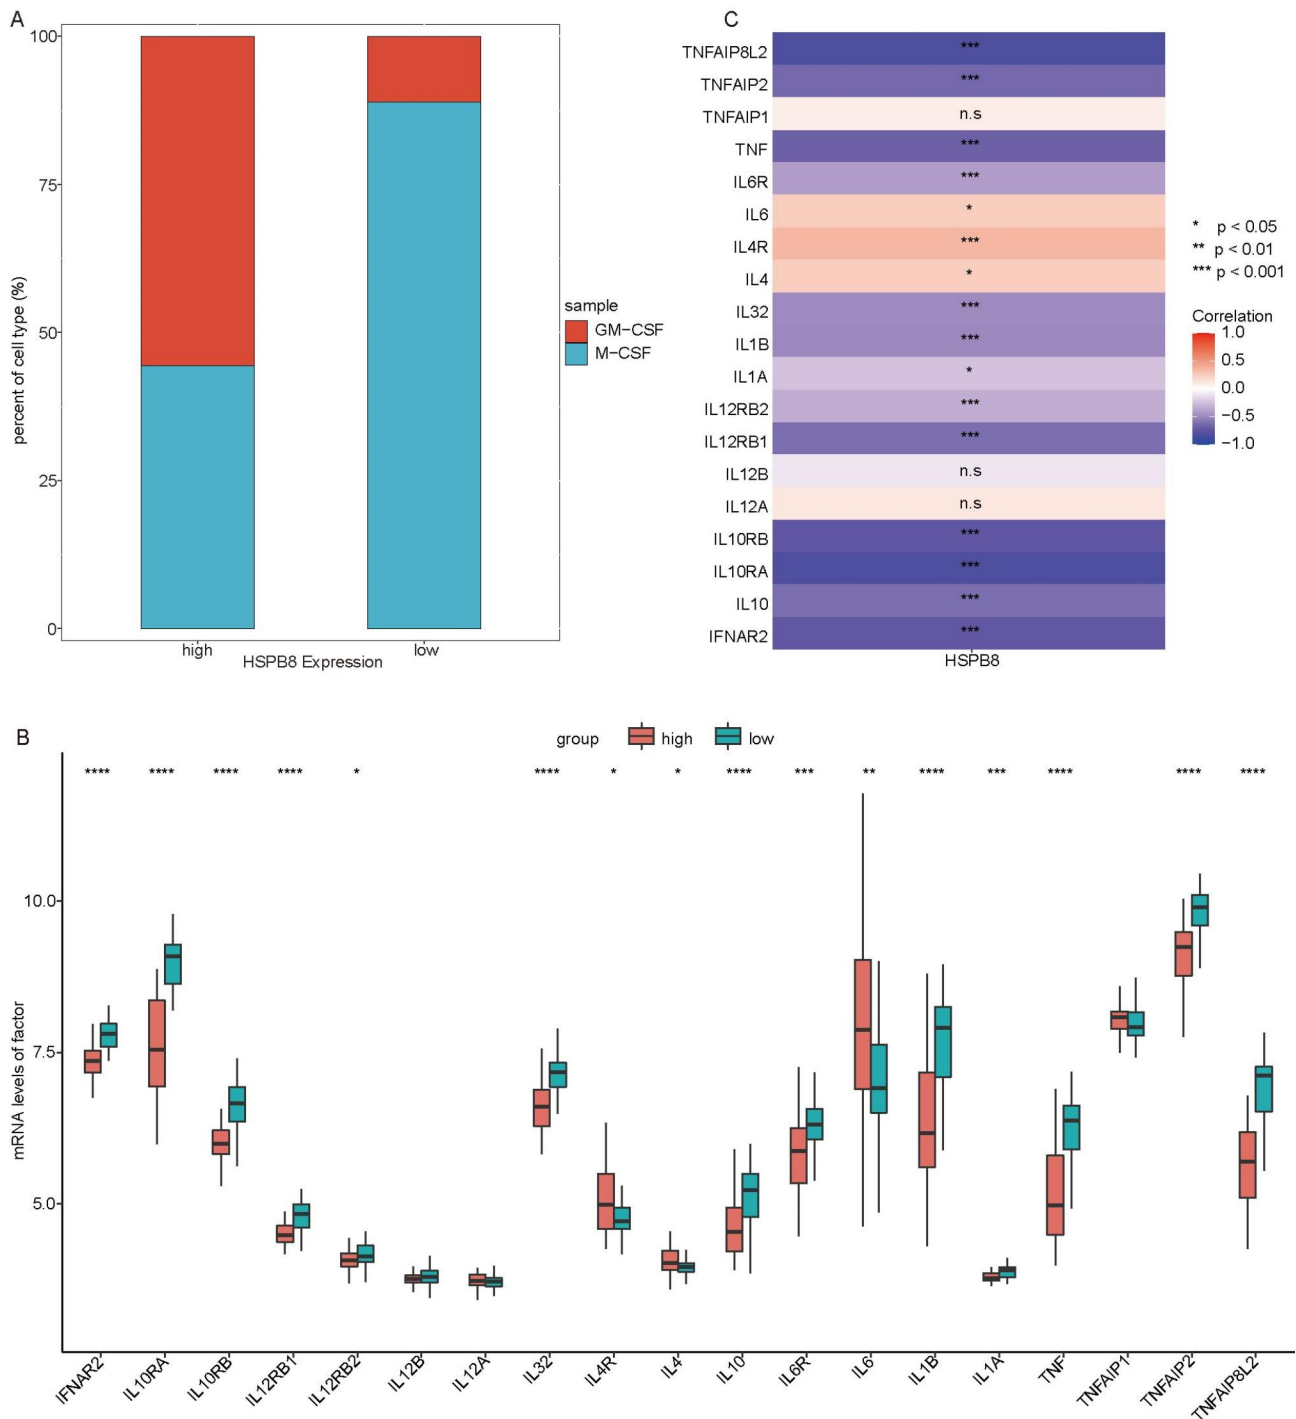 A
100
75
50
25
0
percent of cell type (%)
high
low
HSPB8 Expression
sample
GM-CSF
M-CSF
C
TNFAIP8L2
***
TNFAIP2
***
TNFAIP1
n.s
TNF
***
IL6R
***
IL6
*
IL4R
***
IL4
*
IL32
***
IL1B
***
IL1A
*
IL12RB2
***
IL12RB1
***
IL12B
n.s
IL12A
n.s
IL10RB
***
IL10RA
***
IL10
***
IFNAR2
***
HSPB8
* p < 0.05
** p < 0.01
*** p < 0.001
Correlation
1.0
0.5
0.0
−0.5
−1.0
B
group high low
**** **** **** **** * **** * * **** *** ** **** *** **** **** ****
10.0
7.5
5.0
mRNA levels of factor
IFNAR2
IL10RA
IL10RB
IL12RB1
IL12RB2
IL12B
IL12A
IL32
IL4R
IL4
IL10
IL6R
IL6
IL1B
IL1A
TNF
TNFAIP1
TNFAIP2
TNFAIP8L2